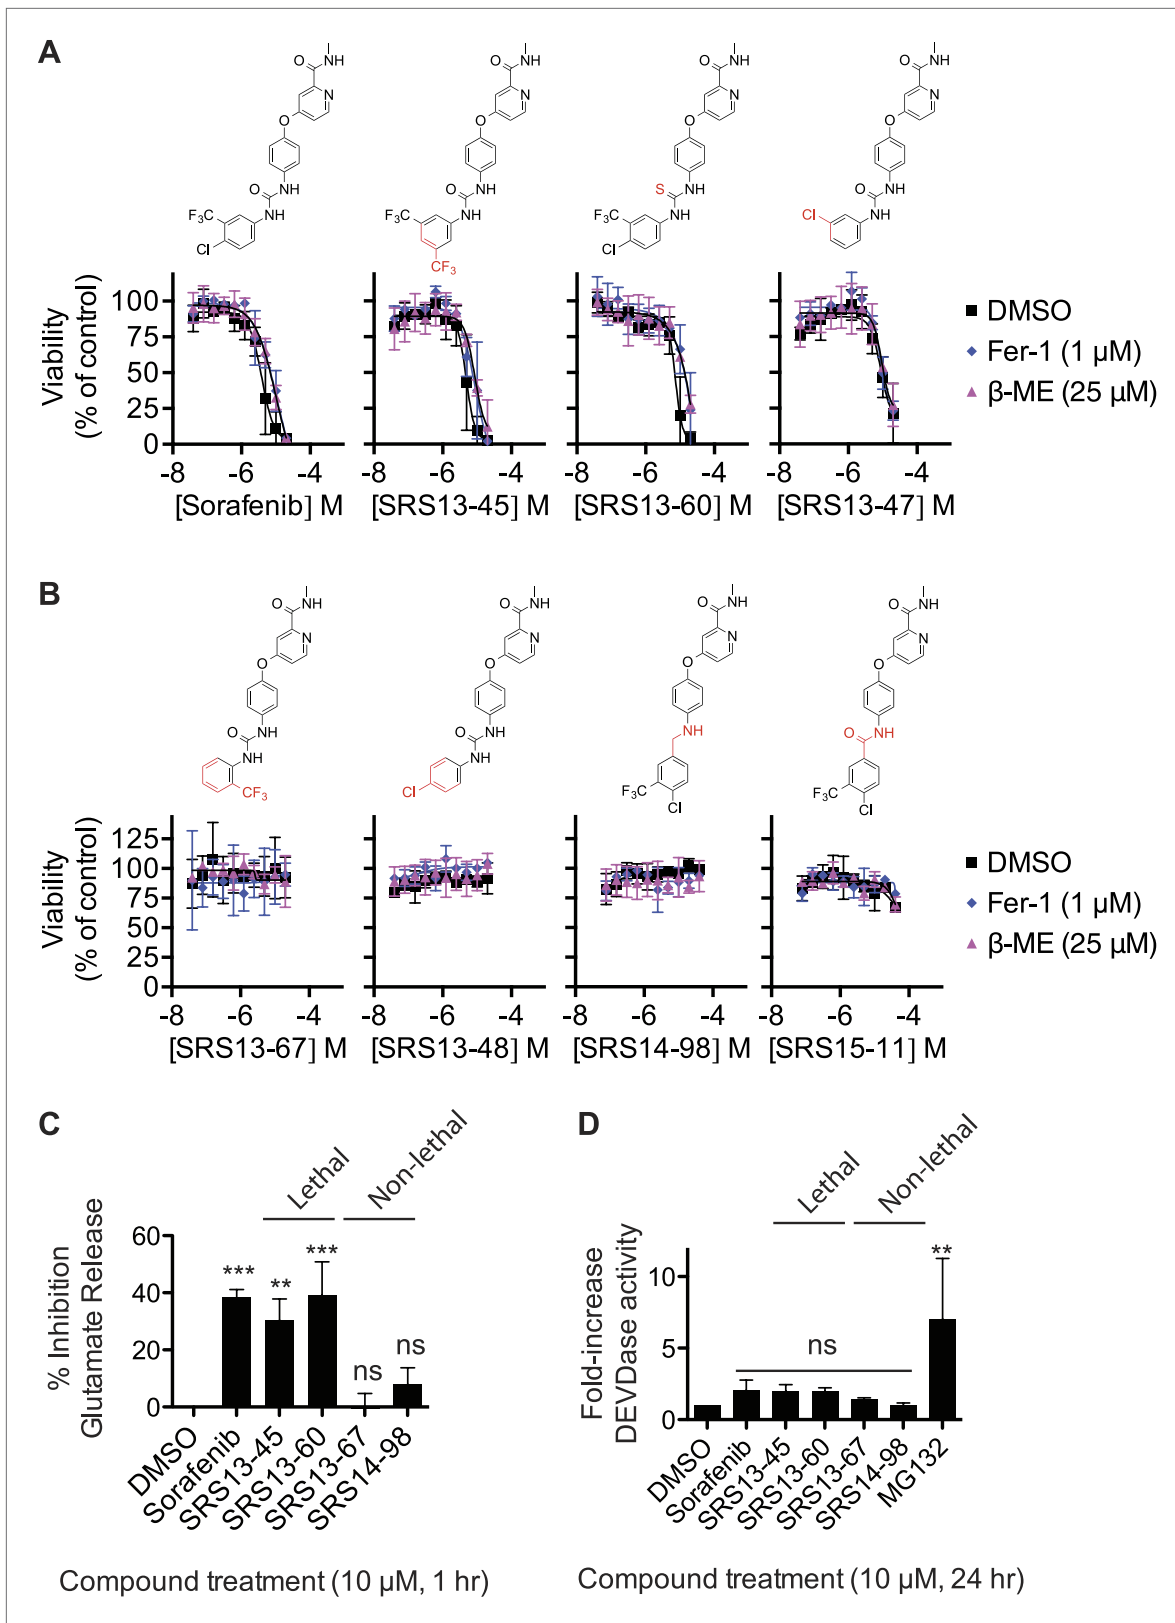 A
O
NH
N
O
O
NH
NH
F3C
Cl
O
NH
N
O
O
NH
NH
F3C
CF3
O
NH
N
O
S
NH
NH
F3C
Cl
O
NH
N
O
O
NH
NH
Cl
Viability
(% of control)
100
75
50
25
0
-8 -6 -4
[Sorafenib] M
-8 -6 -4
[SRS13-45] M
-8 -6 -4
[SRS13-60] M
-8 -6 -4
[SRS13-47] M
DMSO
Fer-1 (1 µM)
β-ME (25 µM)
B
O
NH
N
O
O
NH
NH
CF3
O
NH
N
O
O
NH
NH
Cl
O
NH
N
O
NH
F3C
Cl
O
NH
N
O
O
NH
F3C
Cl
Viability
(% of control)
125
100
75
50
25
0
-8 -6 -4
[SRS13-67] M
-8 -6 -4
[SRS13-48] M
-8 -6 -4
[SRS14-98] M
-8 -6 -4 -2
[SRS15-11] M
DMSO
Fer-1 (1 µM)
β-ME (25 µM)
C
Lethal
Non-lethal
% Inhibition
Glutamate Release
60
40
20
0
***
**
***
ns
ns
DMSO
Sorafenib
SRS13-45
SRS13-60
SRS13-67
SRS14-98
Compound treatment (10 µM, 1 hr)
D
Lethal
Non-lethal
Fold-increase
DEVDase activity
10
5
0
ns
**
DMSO
Sorafenib
SRS13-45
SRS13-60
SRS13-67
SRS14-98
MG132
Compound treatment (10 µM, 24 hr)